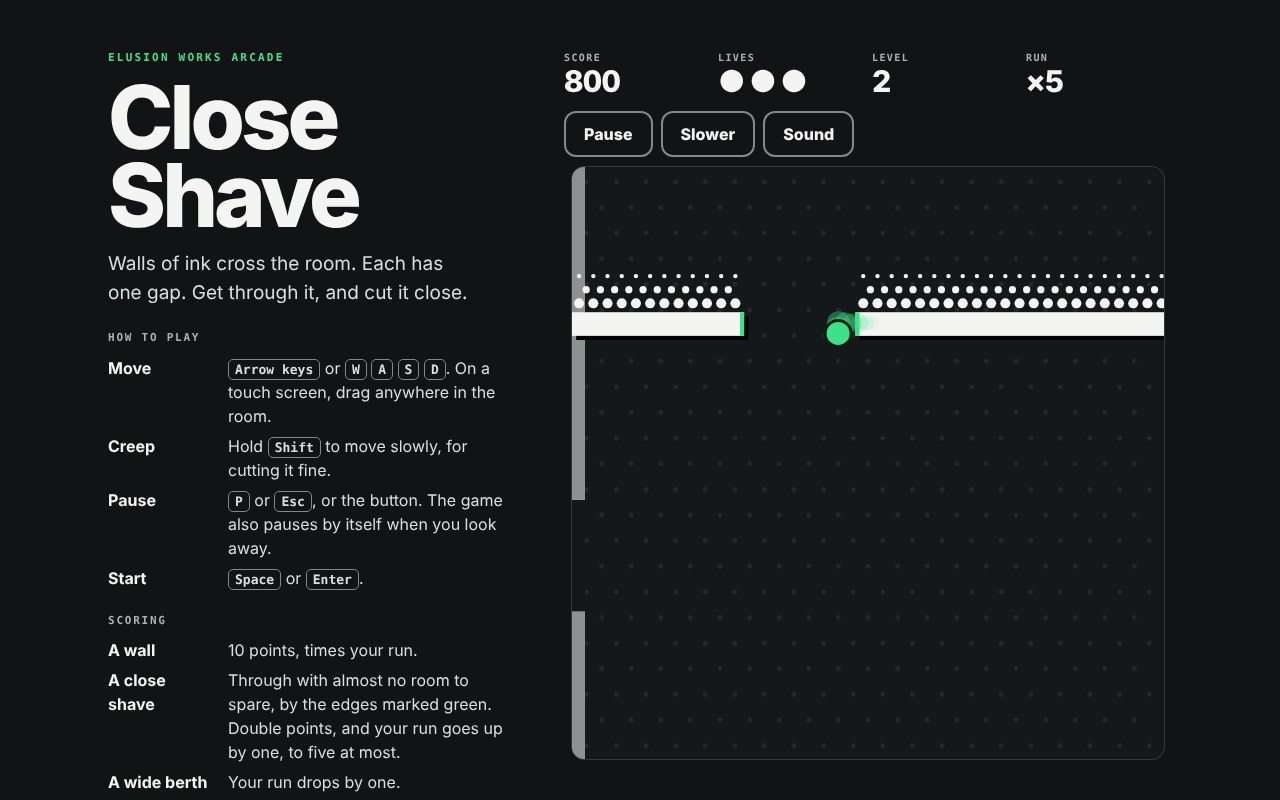 ELUSION WORKS ARCADE
Close
Shave
Walls of ink cross the room. Each has
one gap. Get through it, and cut it close.
HOW TO PLAY
Move
Arrow keys or W A S D. On a
touch screen, drag anywhere in the
room.
Creep
Hold Shift to move slowly, for
cutting it fine.
Pause
P or Esc, or the button. The game
also pauses by itself when you look
away.
Start
Space or Enter.
SCORING
A wall
10 points, times your run.
A close
shave
Through with almost no room to
spare, by the edges marked green.
Double points, and your run goes up
by one, to five at most.
A wide berth
Your run drops by one.
SCORE
800
LIVES
LEVEL
2
RUN
×5
Pause
Slower
Sound